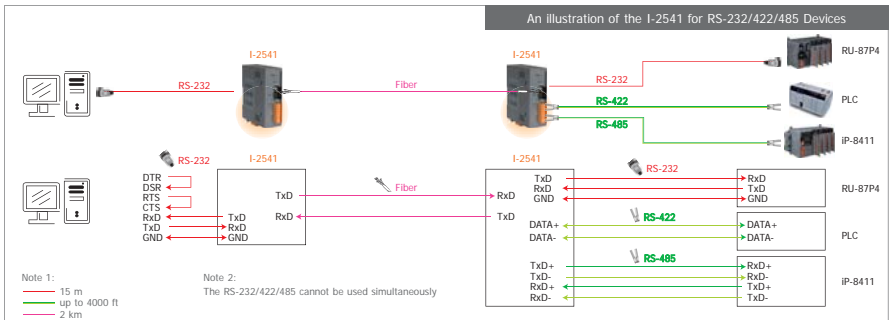 An illustration of the I-2541 for RS-232/422/485 Devices
I-2541
I-2541
RU-87P4
RS-232
Fiber
RS-232
RS-422
PLC
RS-485
iP-8411
RS-232
I-2541
I-2541
RS-232
DTR
DSR
RTS
CTS
RxD TxD
TxD RxD
GND GND
TxD
RxD
Fiber
RxD
TxD
TxD RxD
RxD TxD
GND GND
RU-87P4
RS-422
DATA+ DATA+
DATA- DATA-
PLC
RS-485
TxD+ RxD+
TxD- RxD-
RxD+ TxD+
RxD- TxD-
iP-8411
Note 1:
15 m
up to 4000 ft
2 km
Note 2:
The RS-232/422/485 cannot be used simultaneously